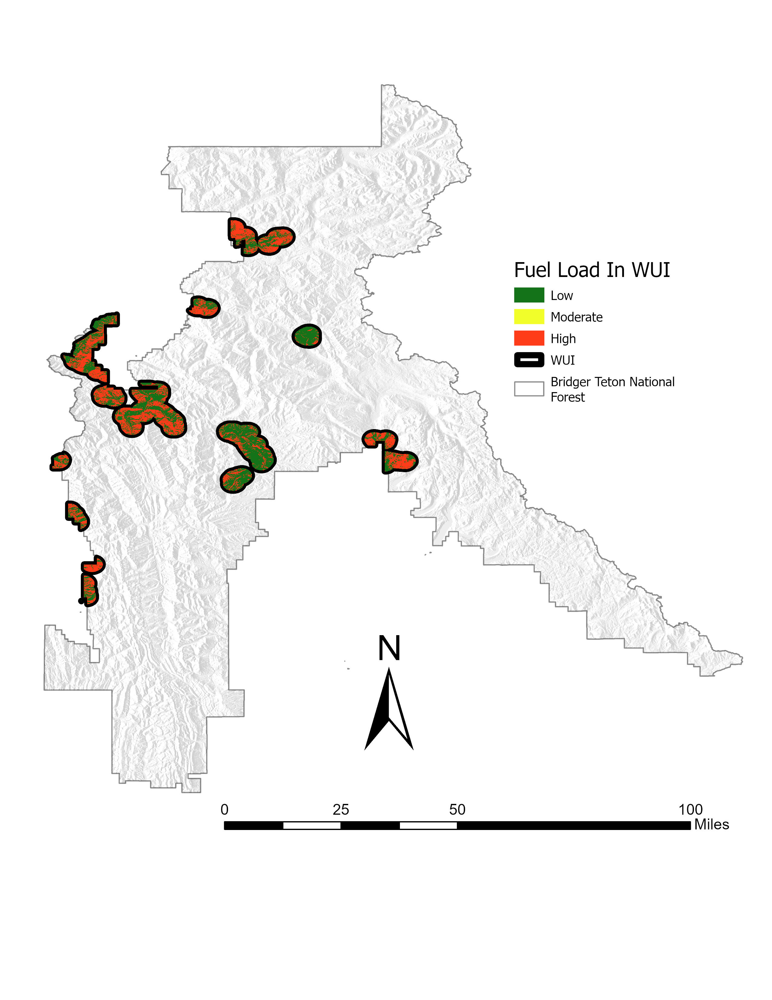 Fuel Load In WUI
Low
Moderate
High
WUI
Bridger Teton National
Forest
N
0 25 50 100
Miles